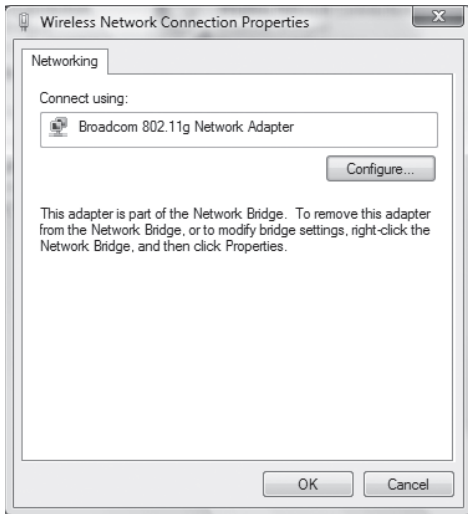 Wireless Network Connection Properties
Networking
Connect using:
Broadcom 802.11g Network Adapter
Configure...
This adapter is part of the Network Bridge. To remove this adapter
from the Network Bridge, or to modify bridge settings, right-click the
Network Bridge, and then click Properties.
OK
Cancel